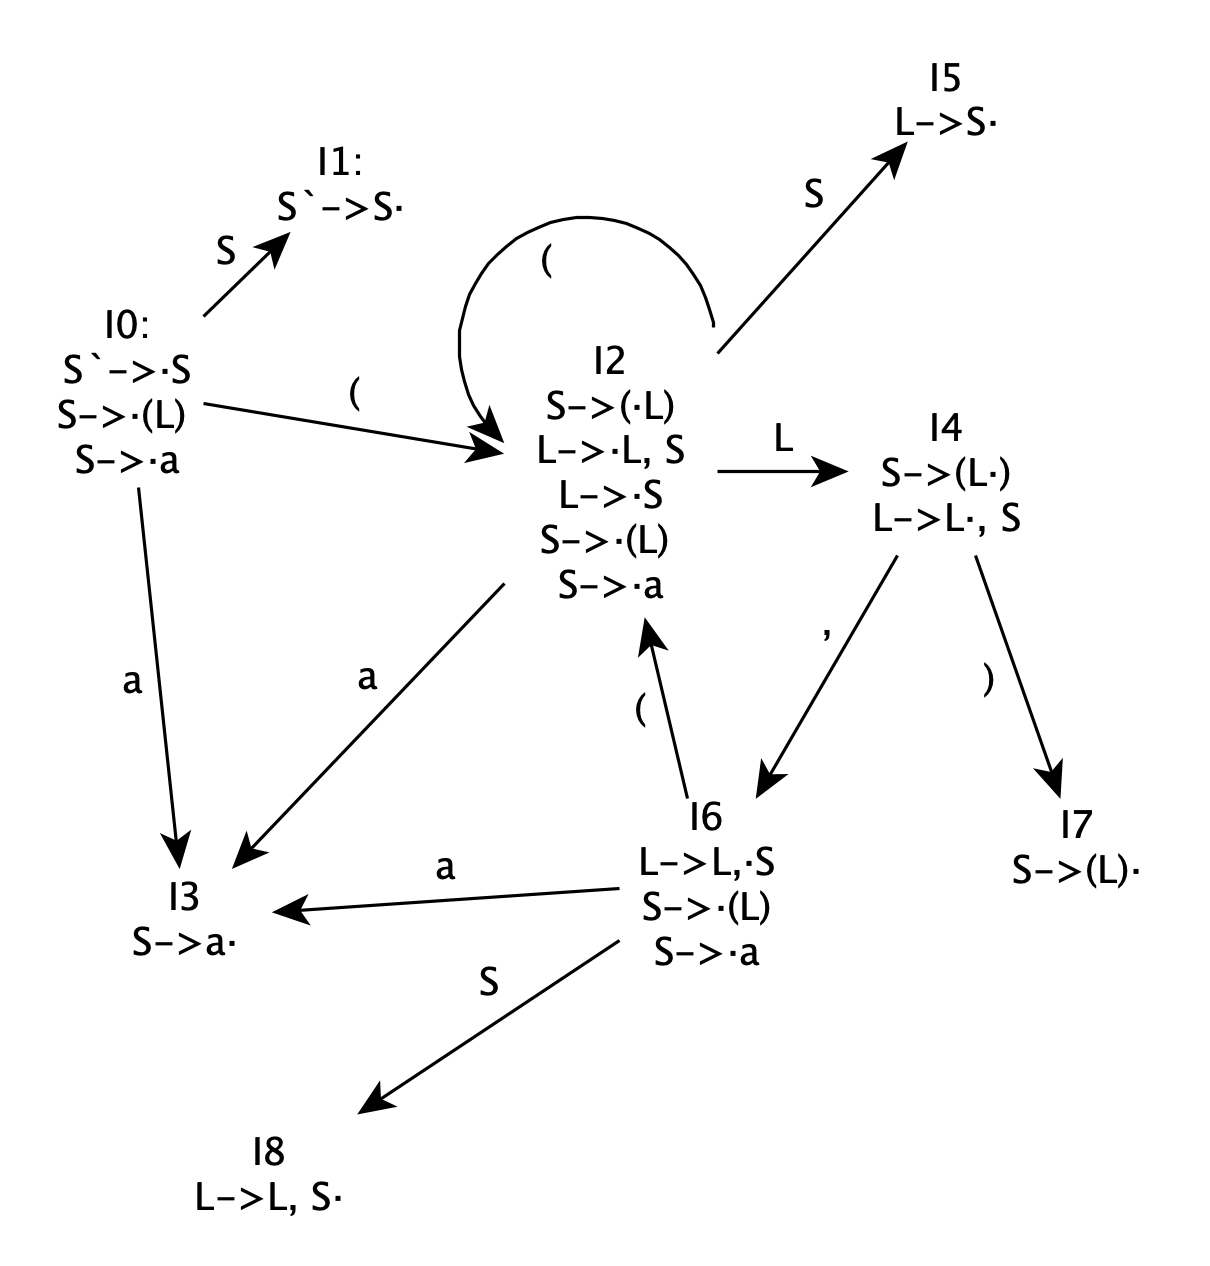 I5
L->S·
I1:
S`->S·
S
S
(
I0:
S`->·S
S->·(L)
S->·a
(
I2
S->(·L)
L->·L, S
L->·S
S->·(L)
S->·a
L
I4
S->(L·)
L->L·, S
a
a
(
,
)
I6
L->L,·S
S->·(L)
S->·a
I7
S->(L)·
a
I3
S->a·
S
I8
L->L, S·